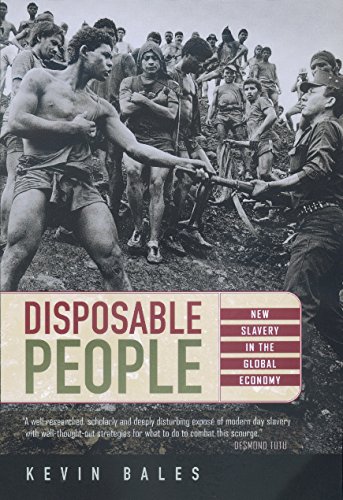 DISPOSABLE
PEOPLE
NEW
SLAVERY
IN THE
GLOBAL
ECONOMY
"A well researched, scholarly and deeply disturbing exposé of modern day slavery
with well-thought-out strategies for what to do to combat this scourge."
DESMOND TUTU
KEVIN BALES